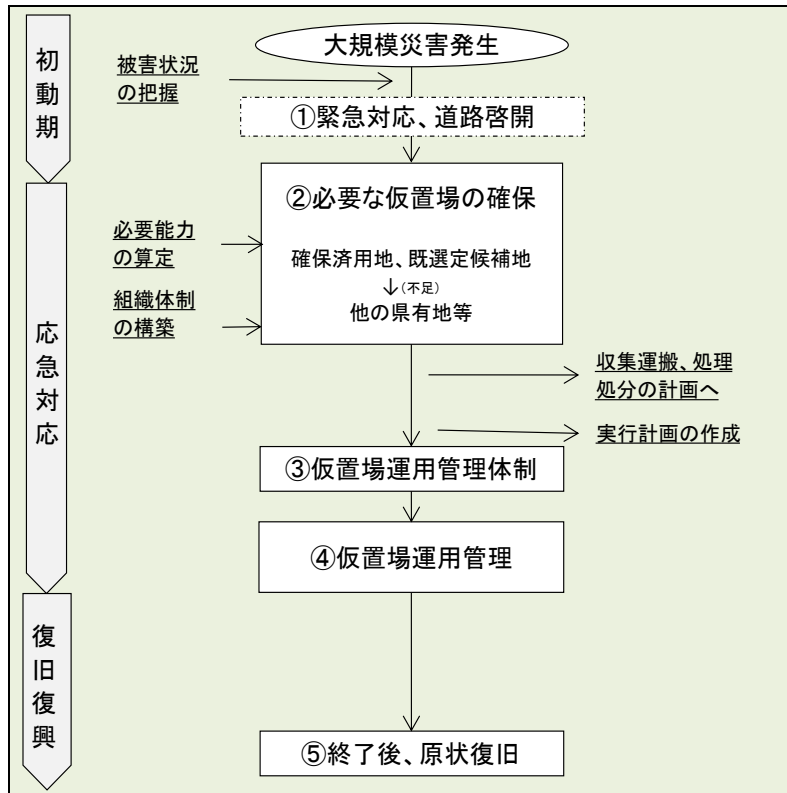 初動期
大規模災害発生
被害状況
の把握
①緊急対応、道路啓開
応急対応
②必要な仮置場の確保
必要能力
の算定
確保済用地、既選定候補地
↓(不足)
他の県有地等
組織体制
の構築
収集運搬、処理
処分の計画へ
実行計画の作成
③仮置場運用管理体制
④仮置場運用管理
復旧復興
⑤終了後、原状復旧